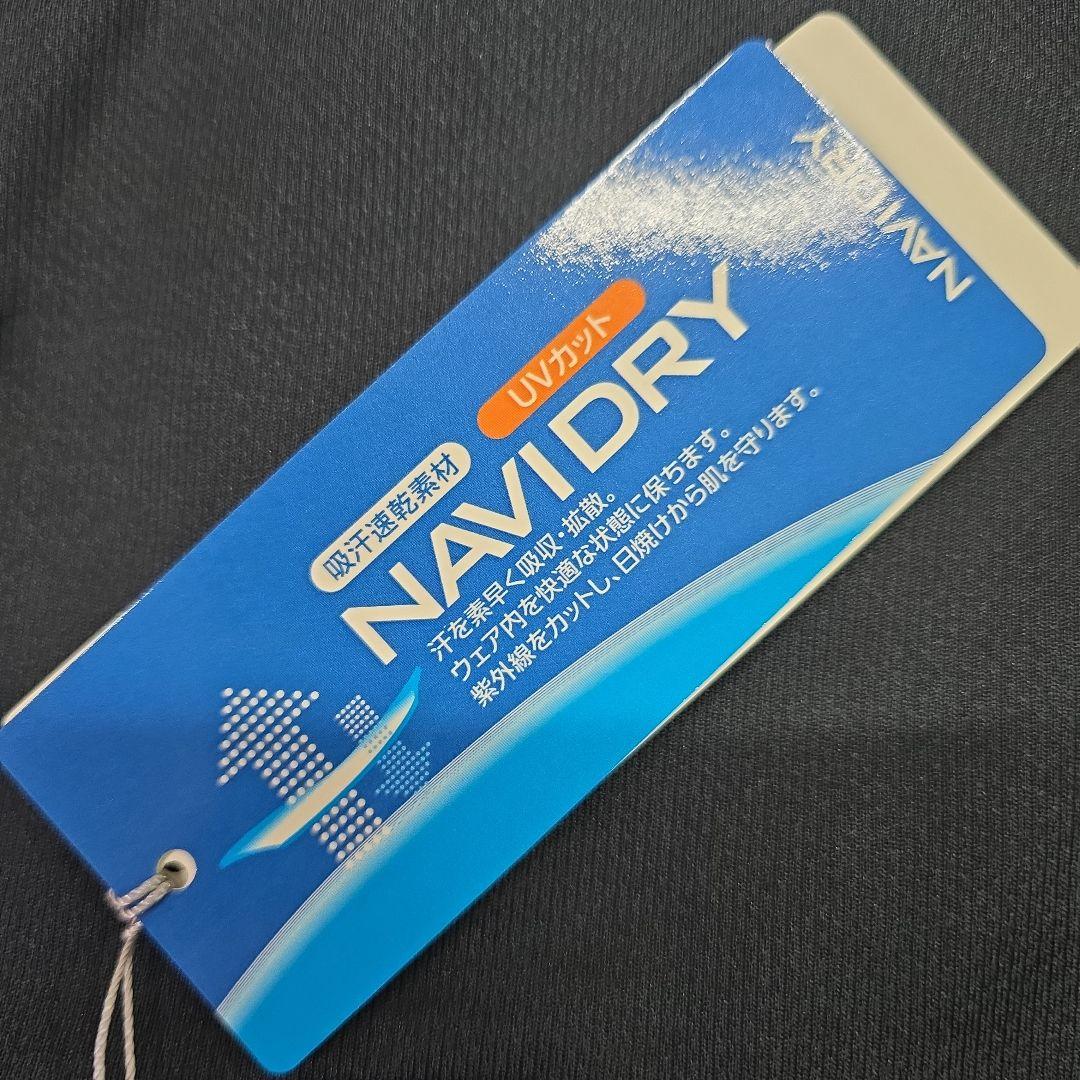 吸汗速乾素材
UVカット
NAVIDRY
汗を素早く吸収・拡散。
ウェア内を快適な状態に保ちます。
紫外線をカットし、日焼けから肌を守ります。
NAVIDRY